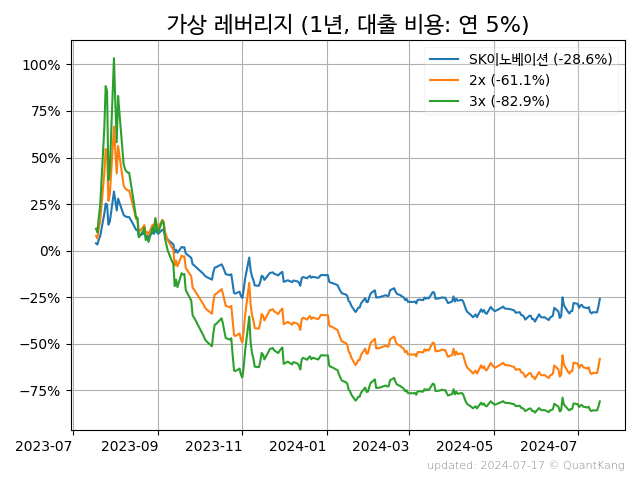 가상 레버리지 (1년, 대출 비용: 연 5%)
SK이노베이션 (-28.6%)
2x (-61.1%)
3x (-82.9%)
100%
75%
50%
25%
0%
−25%
−50%
−75%
2023-07 2023-09 2023-11 2024-01 2024-03 2024-05 2024-07
updated: 2024-07-17 © QuantKang